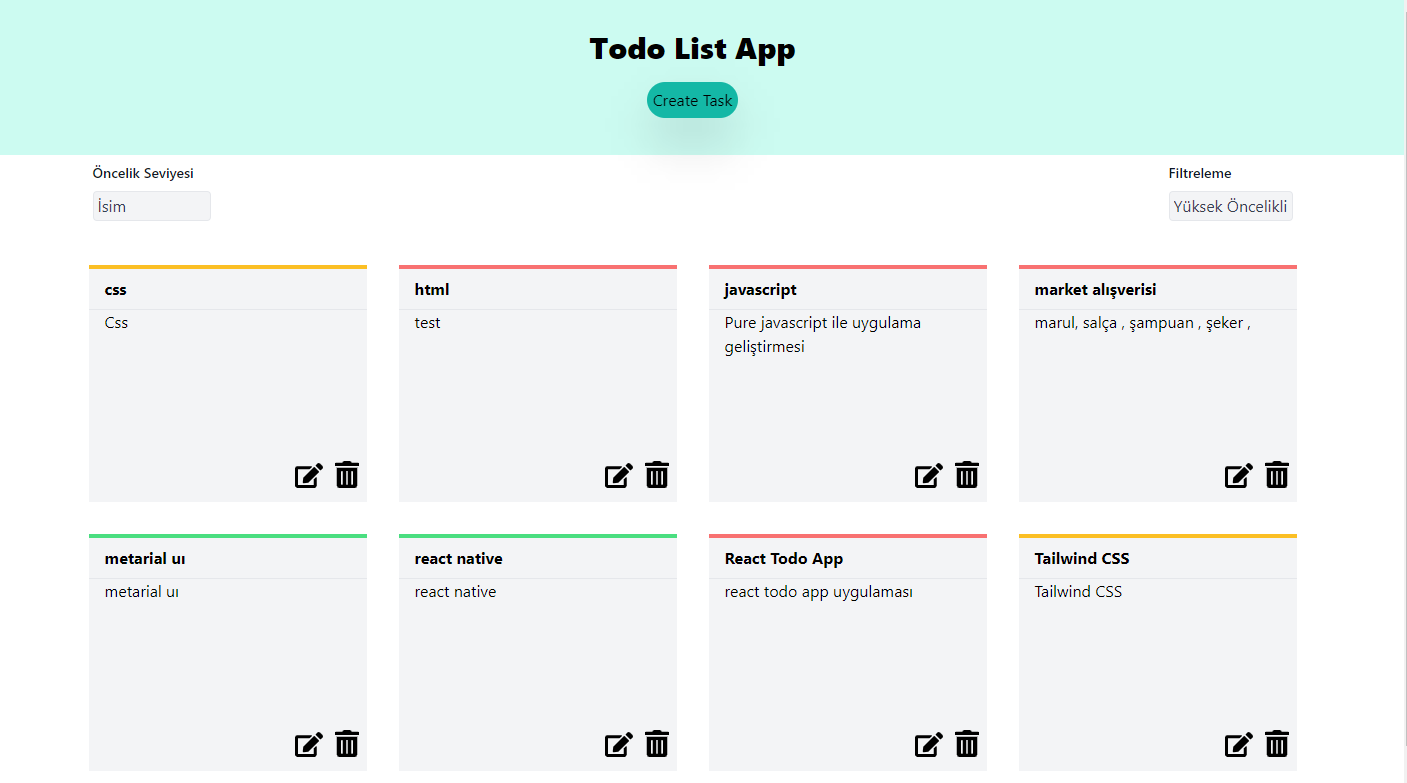 Todo List App
Create Task
Öncelik Seviyesi
Filtreleme
İsim
Yüksek Öncelikli
css
Css
html
test
javascript
Pure javascript ile uygulama
geliştirmesi
market alışverisi
marul, salça , şampuan , şeker ,
metarial uı
metarial uı
react native
react native
React Todo App
react todo app uygulaması
Tailwind CSS
Tailwind CSS